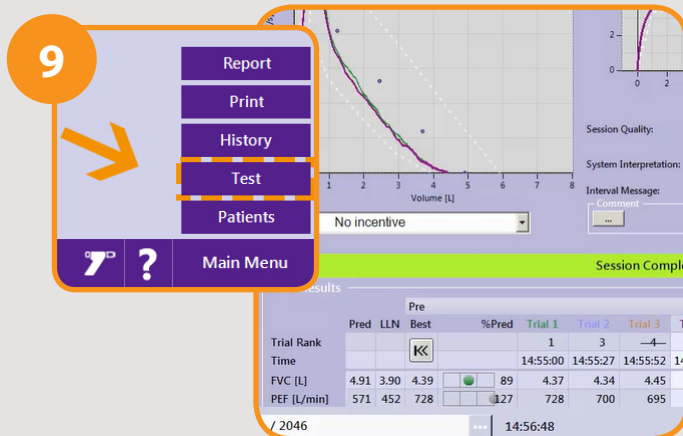 9
Report
Print
History
Test
Patients
? Main Menu
2
0
0 2
1 2 3 4 5 6 7 8
Volume [L]
No incentive
Session Quality:
System Interpretation:
Interval Message:
Comment
...
Session Comple
Results
Pre
Pred LLN Best %Pred Trial 1 Trial 2 Trial 3
Trial Rank 1 3 4
Time 14:55:00 14:55:27 14:55:52 14
FVC [L] 4.91 3.90 4.39 89 4.37 4.34 4.45
PEF [L/min] 571 452 728 127 728 700 695
/ 2046 ... 14:56:48